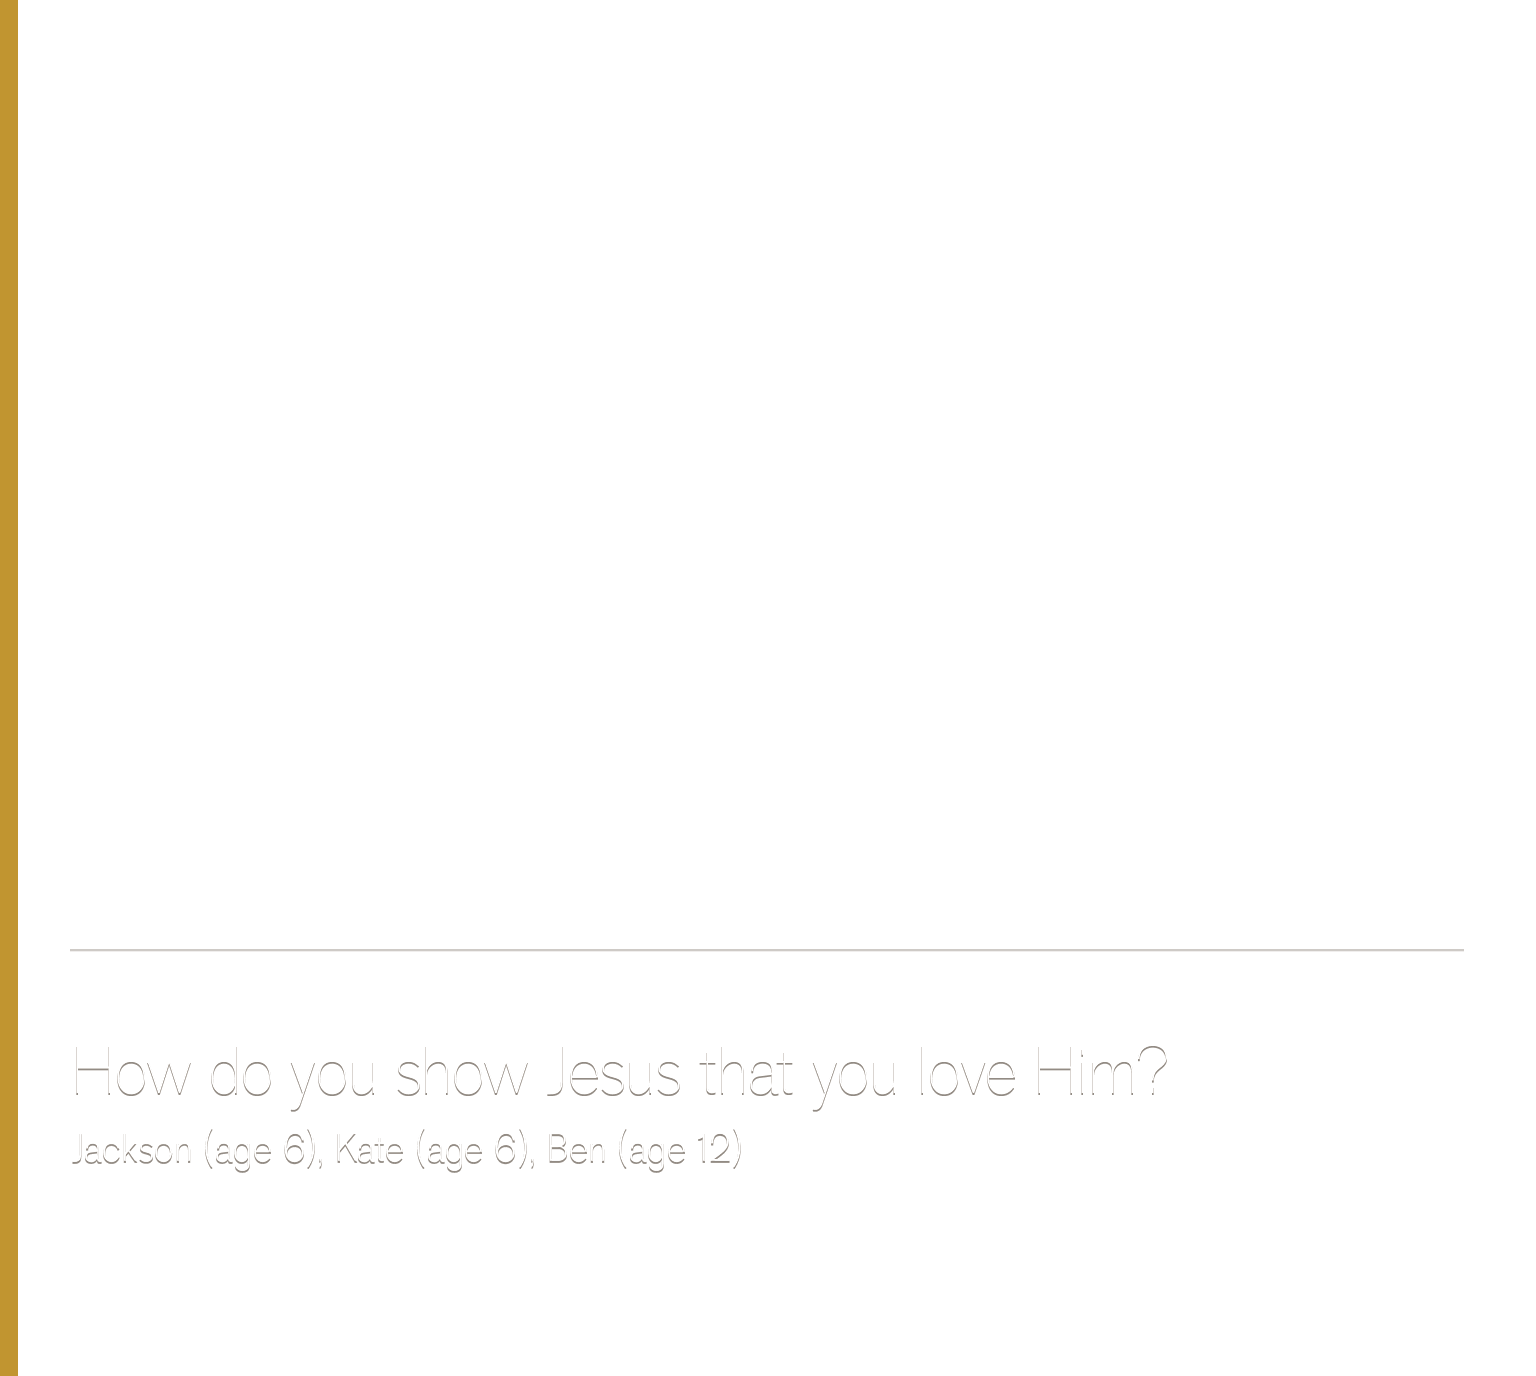 How do you show Jesus that you love Him?
Jackson (age 6), Kate (age 6), Ben (age 12)